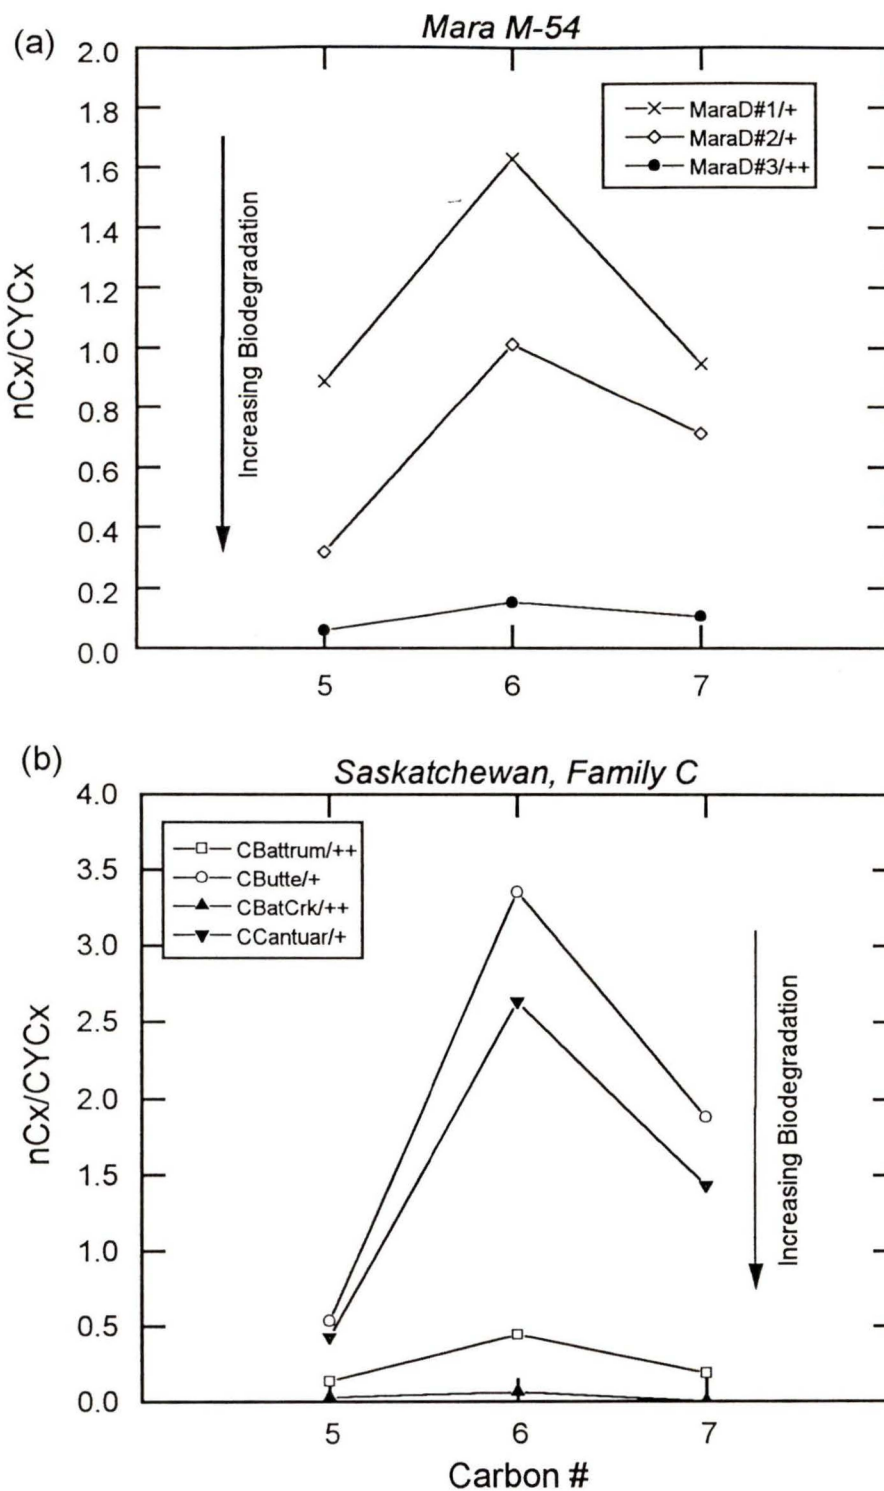 (a)
Mara M-54
2.0
1.8
1.6
1.4
1.2
1.0
0.8
0.6
0.4
0.2
0.0
nCx/CYCx
Increasing Biodegradation
MaraD#1/+
MaraD#2/+
MaraD#3/++
5 6 7
(b)
Saskatchewan, Family C
4.0
3.5
3.0
2.5
2.0
1.5
1.0
0.5
0.0
nCx/CYCx
CBattrum/++
CButte/+
CBatCrk/++
CCantuar/+
Increasing Biodegradation
5 6 7
Carbon #